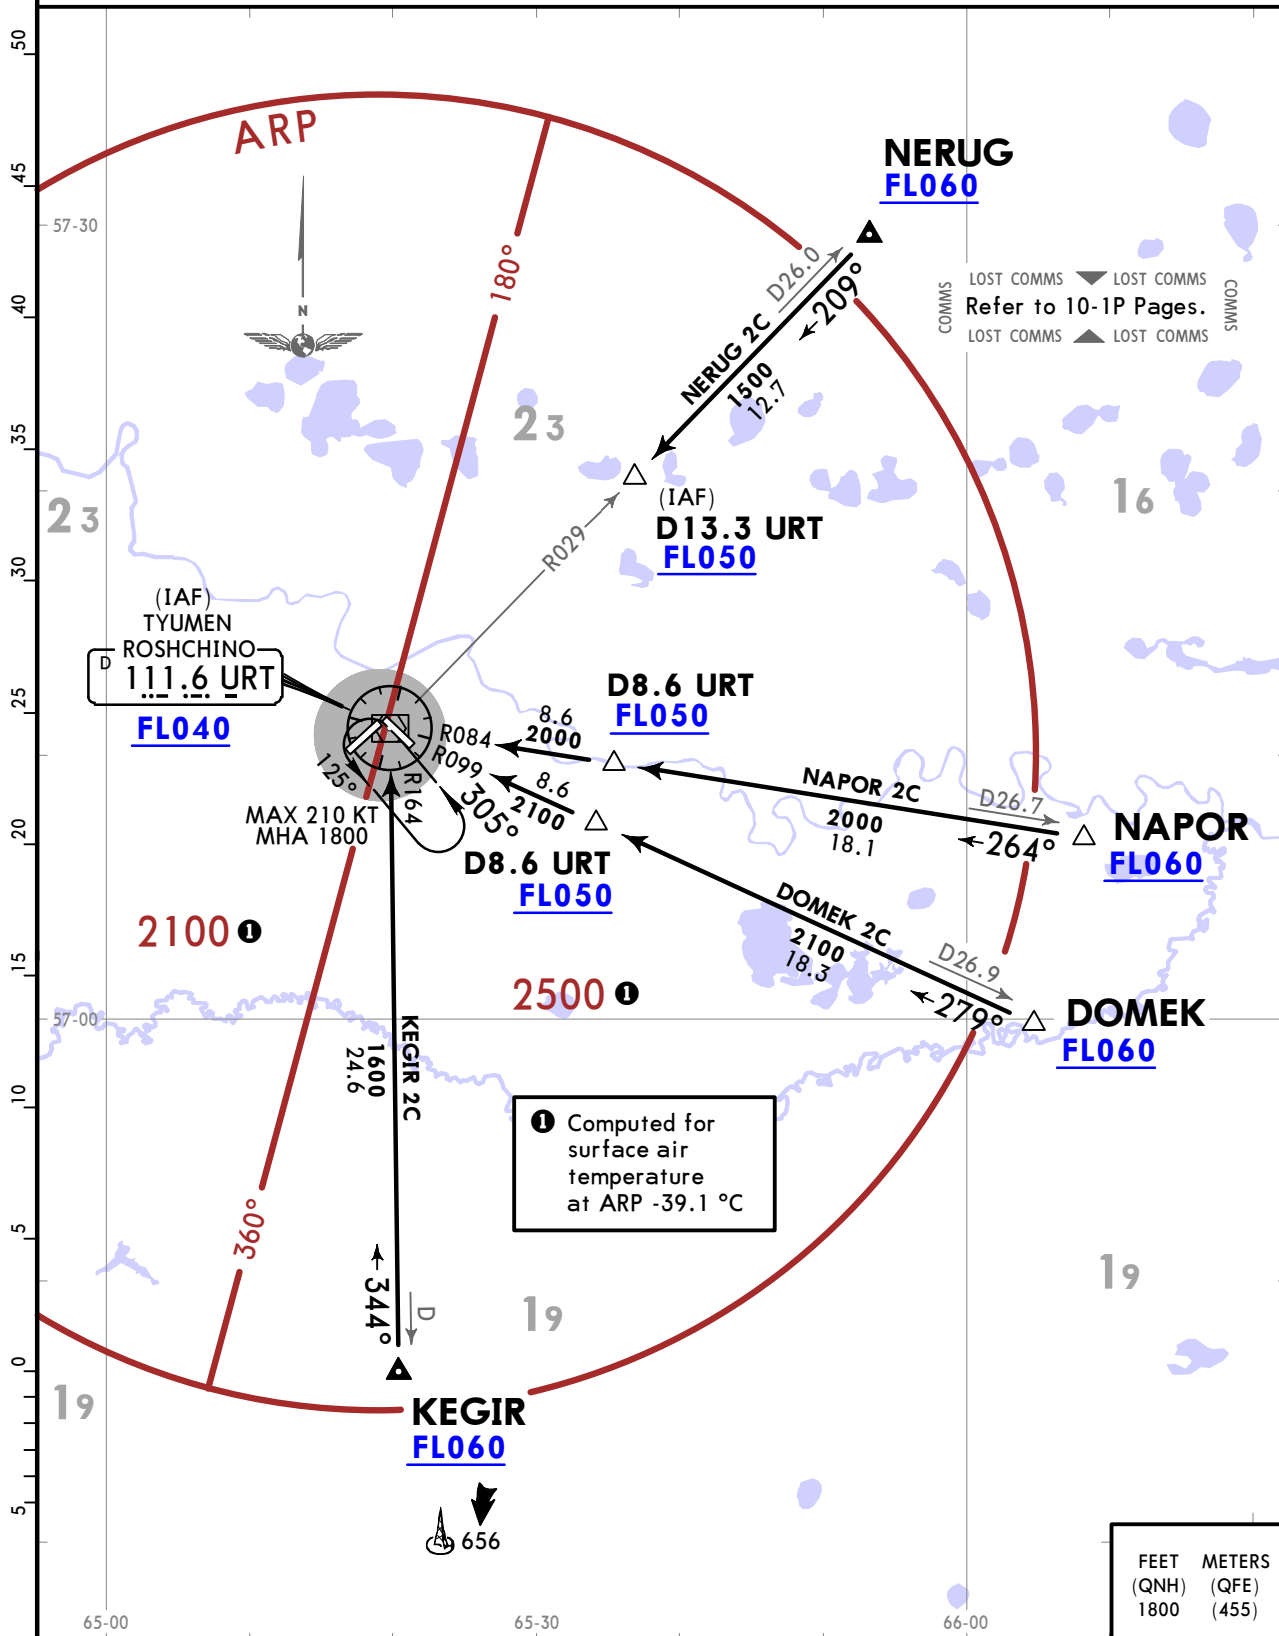 50
45
40
35
30
25
20
15
10
5
0
5
ARP
180°
57-30
N
NERUG
FL060
D26.0
209°
NERUG 2C
1500
12.7
LOST COMMS LOST COMMS
COMMS
Refer to 10-1P Pages.
COMMS
LOST COMMS LOST COMMS
23
23
16
(IAF)
D13.3 URT
FL050
R029
(IAF)
TYUMEN
ROSHCHINO
D 111.6 URT
FL040
D8.6 URT
FL050
8.6
2000
R084
R099
8.6
2100
R164
125°
305°
MAX 210 KT
MHA 1800
D8.6 URT
FL050
NAPOR 2C
2000
18.1
D26.7
264°
NAPOR
FL060
DOMEK 2C
2100
18.3
D26.9
279°
DOMEK
FL060
2100 1
2500 1
57-00
KEGIR 2C
1600
24.6
1 Computed for
surface air
temperature
at ARP -39.1 °C
360°
344°
D
19
19
19
KEGIR
FL060
656
FEET METERS
(QNH) (QFE)
1800 (455)
65-00
65-30
66-00